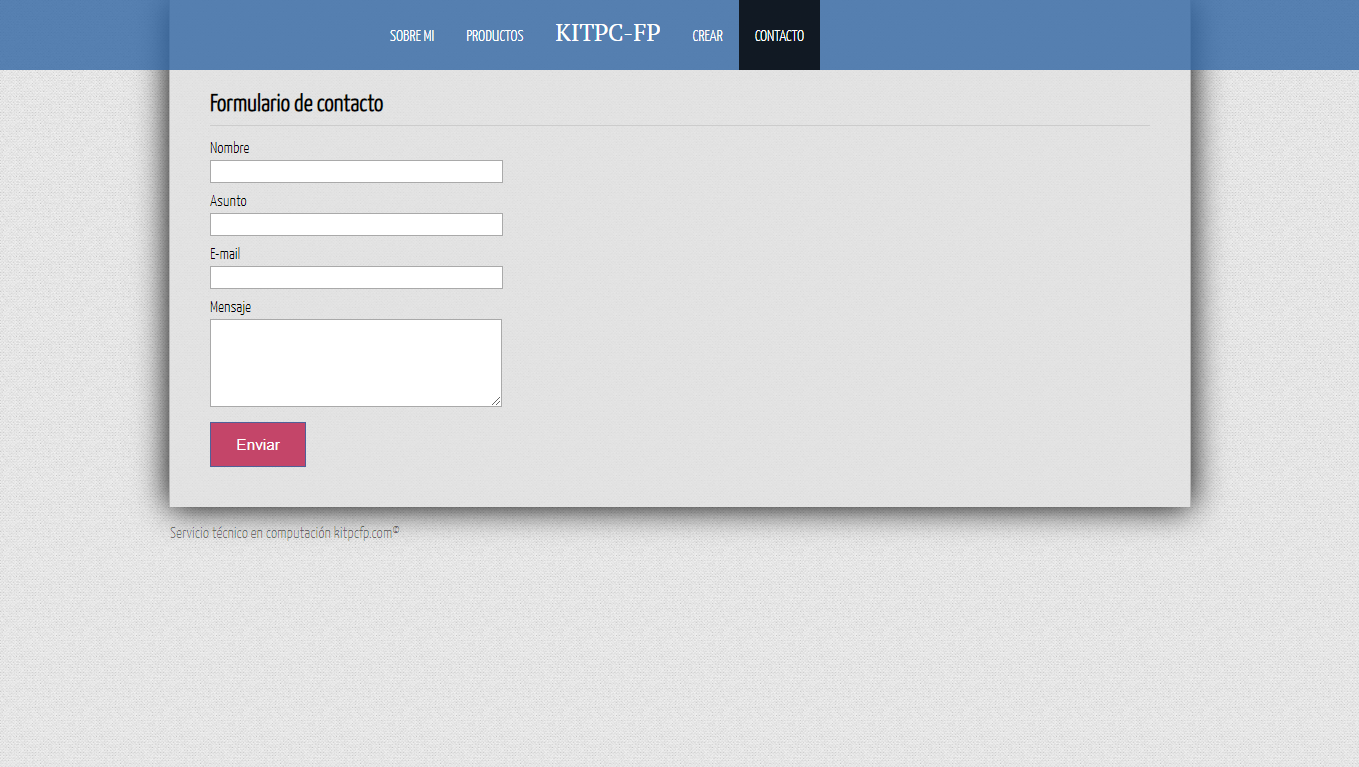 SOBRE MI PRODUCTOS KITPC-FP CREAR CONTACTO
Formulario de contacto
Nombre
Asunto
E-mail
Mensaje
Enviar
Servicio técnico en computación kitpcfp.com©